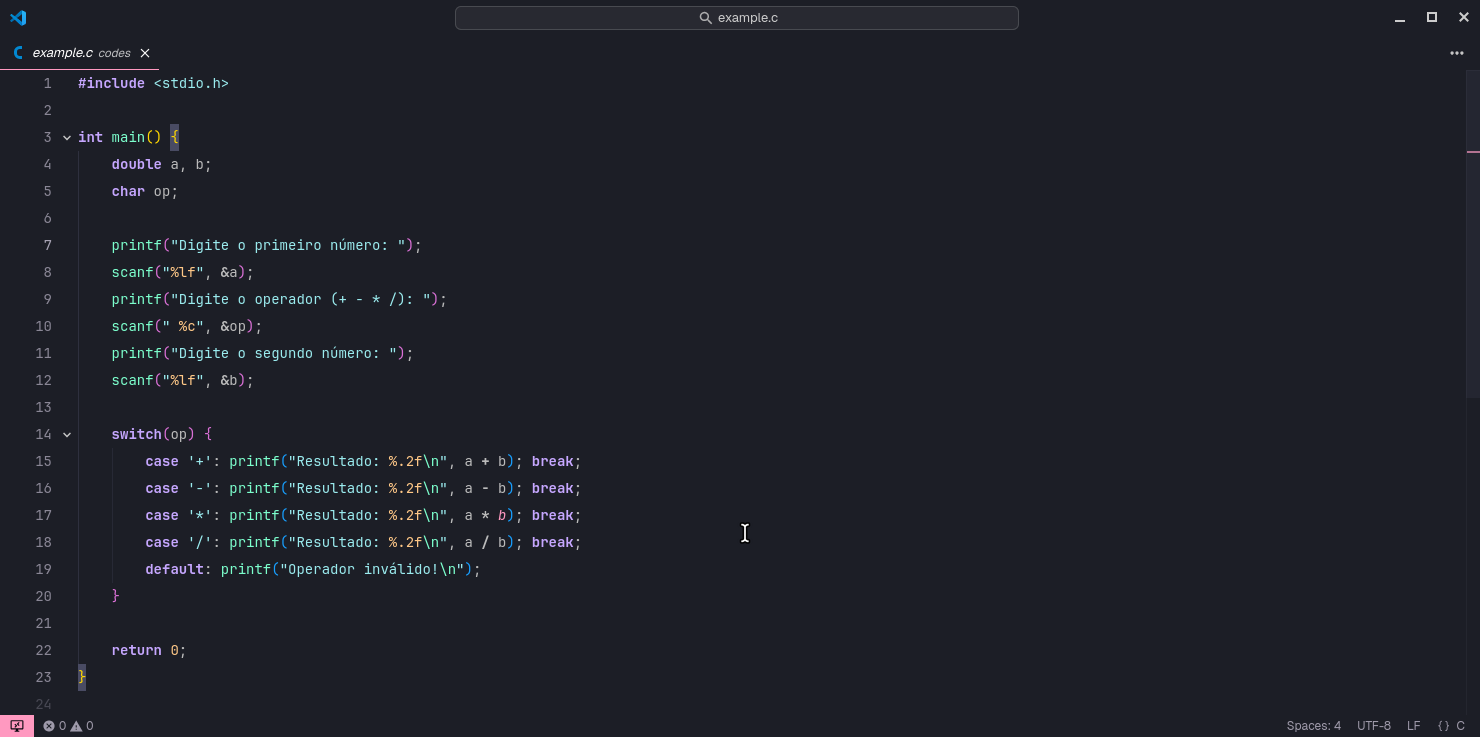 example.c
example.c codes
1 #include <stdio.h>
2
3 int main() {
4     double a, b;
5     char op;
6
7     printf("Digite o primeiro número: ");
8     scanf("%lf", &a);
9     printf("Digite o operador (+ - * /): ");
10     scanf(" %c", &op);
11     printf("Digite o segundo número: ");
12     scanf("%lf", &b);
13
14     switch(op) {
15         case '+': printf("Resultado: %.2f\n", a + b); break;
16         case '-': printf("Resultado: %.2f\n", a - b); break;
17         case '*': printf("Resultado: %.2f\n", a * b); break;
18         case '/': printf("Resultado: %.2f\n", a / b); break;
19         default: printf("Operador inválido!\n");
20     }
21
22     return 0;
23 }
24
0 0 Spaces: 4 UTF-8 LF {} C